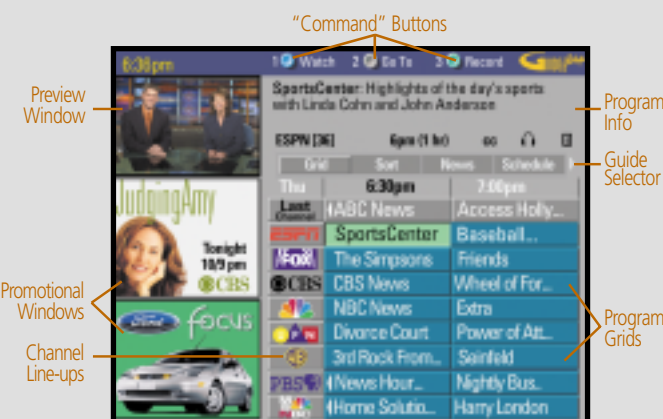 “Command” Buttons
6:36pm
1 Watch 2 Go To 3 Record
Preview
Window
SportsCenter: Highlights of the day's sports
with Linda Cohn and John Anderson
Program
Info
ESPN [36] 6pm (1 hr) cc
Grid Sort News Schedule
Guide
Selector
Thu 6:30pm 7:00pm
Last
Channel
ABC News Access Holly...
ESPN SportsCenter Baseball...
FOX The Simpsons Friends
CBS CBS News Wheel of For...
NBC News Extra
Divorce Court Power of Att...
3rd Rock From... Seinfeld
PBS News Hour... Nightly Bus..
Home Solutio... Harry London
JudgingAmy
Tonight
10/9 pm
CBS
Promotional
Windows
Ford focus
Channel
Line-ups
Program
Grids